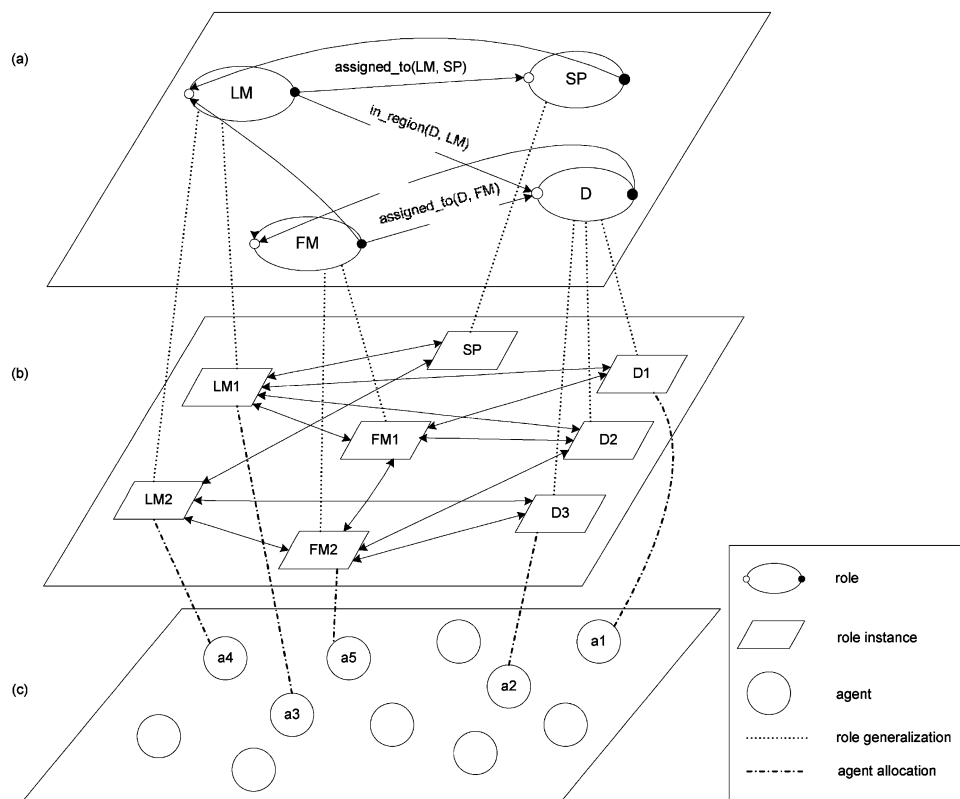 (a)
LM
assigned_to(LM, SP)
SP
in_region(D, LM)
D
assigned_to(D, FM)
FM
(b)
SP
LM1
D1
FM1
D2
LM2
D3
FM2
(c)
a4
a5
a1
a2
a3
role
role instance
agent
role generalization
agent allocation